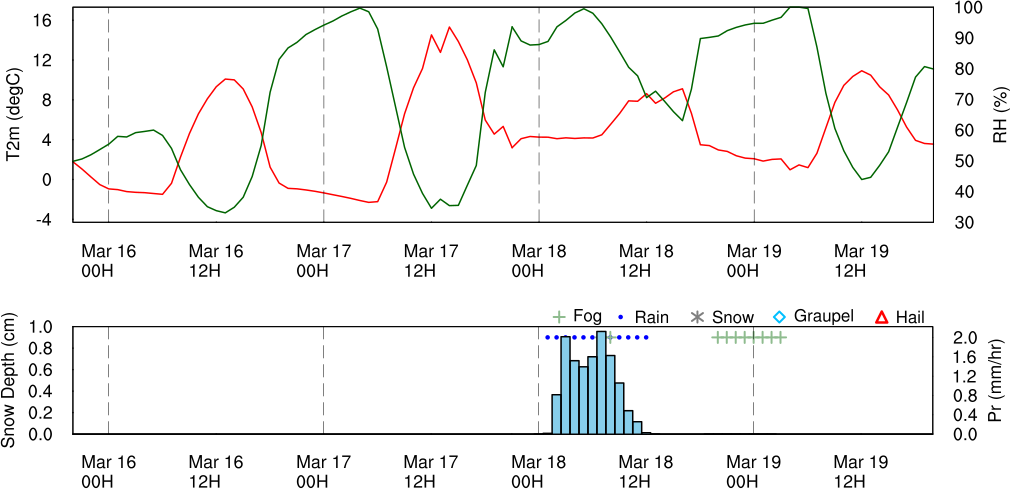 16
12
8
4
0
-4
T2m (degC)
100
90
80
70
60
50
40
30
RH (%)
Mar 16 Mar 16 Mar 17 Mar 17 Mar 18 Mar 18 Mar 19 Mar 19
00H 12H 00H 12H 00H 12H 00H 12H
Fog Rain Snow Graupel Hail
1.0
0.8
0.6
0.4
0.2
0.0
Snow Depth (cm)
2.0
1.6
1.2
0.8
0.4
0.0
Pr (mm/hr)
Mar 16 Mar 16 Mar 17 Mar 17 Mar 18 Mar 18 Mar 19 Mar 19
00H 12H 00H 12H 00H 12H 00H 12H